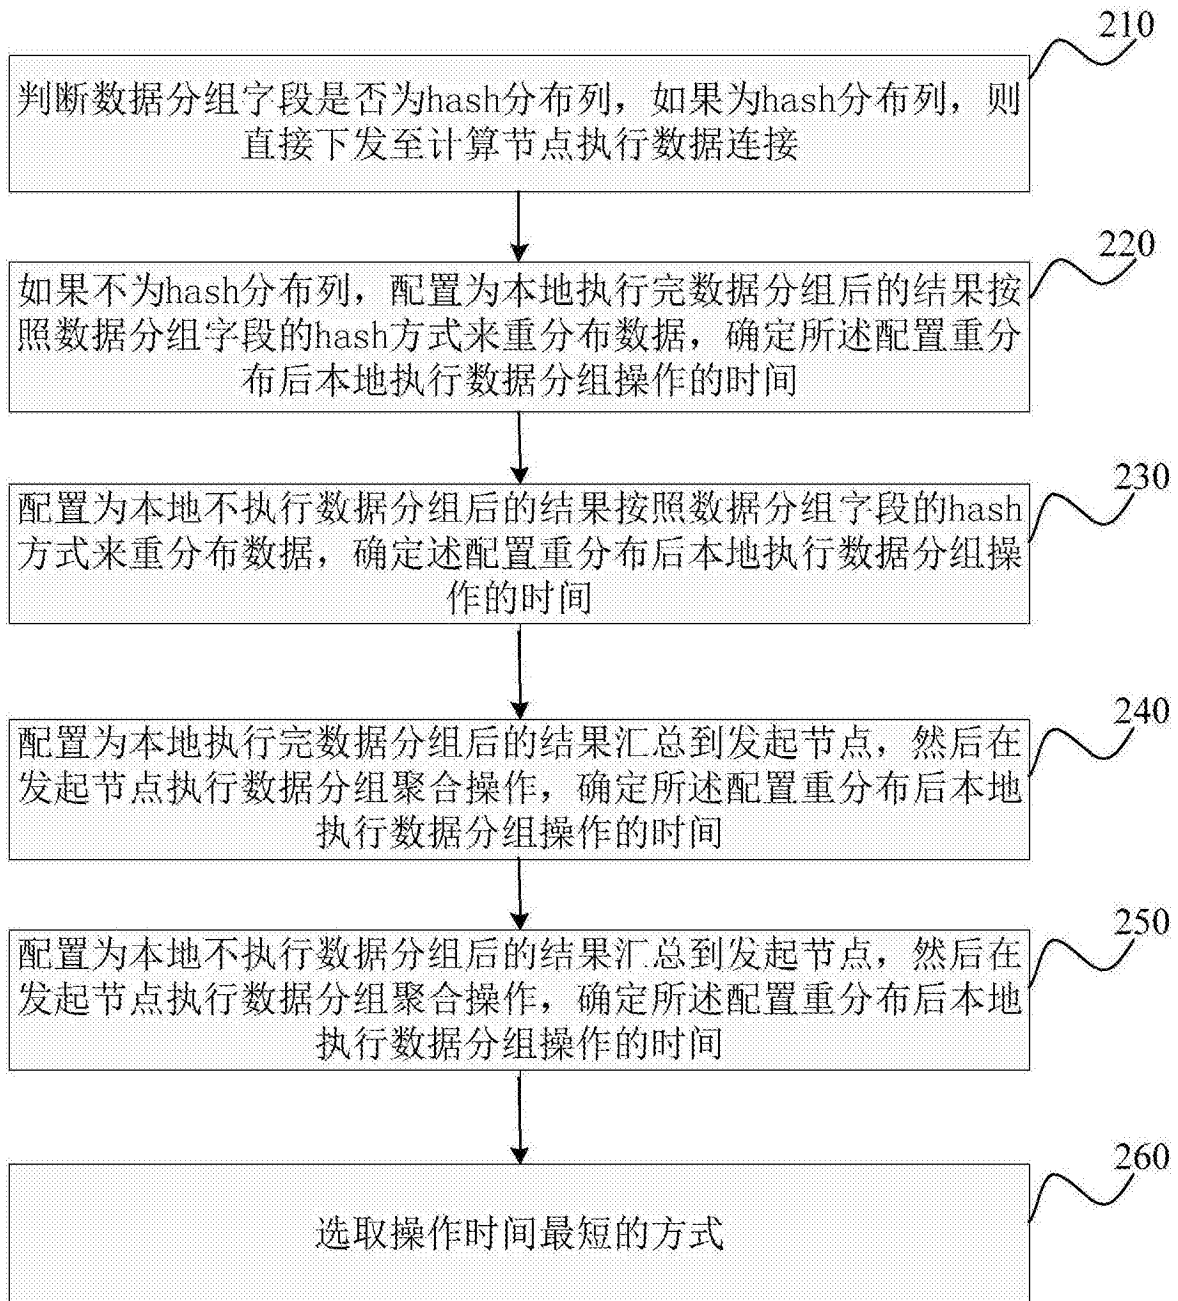 210
判断数据分组字段是否为hash分布列，如果为hash分布列，则
直接下发至计算节点执行数据连接
220
如果不为hash分布列，配置为本地执行完数据分组后的结果按
照数据分组字段的hash方式来重分布数据，确定所述配置重分
布后本地执行数据分组操作的时间
230
配置为本地不执行数据分组后的结果按照数据分组字段的hash
方式来重分布数据，确定述配置重分布后本地执行数据分组操
作的时间
240
配置为本地执行完数据分组后的结果汇总到发起节点，然后在
发起节点执行数据分组聚合操作，确定所述配置重分布后本地
执行数据分组操作的时间
250
配置为本地不执行数据分组后的结果汇总到发起节点，然后在
发起节点执行数据分组聚合操作，确定所述配置重分布后本地
执行数据分组操作的时间
260
选取操作时间最短的方式